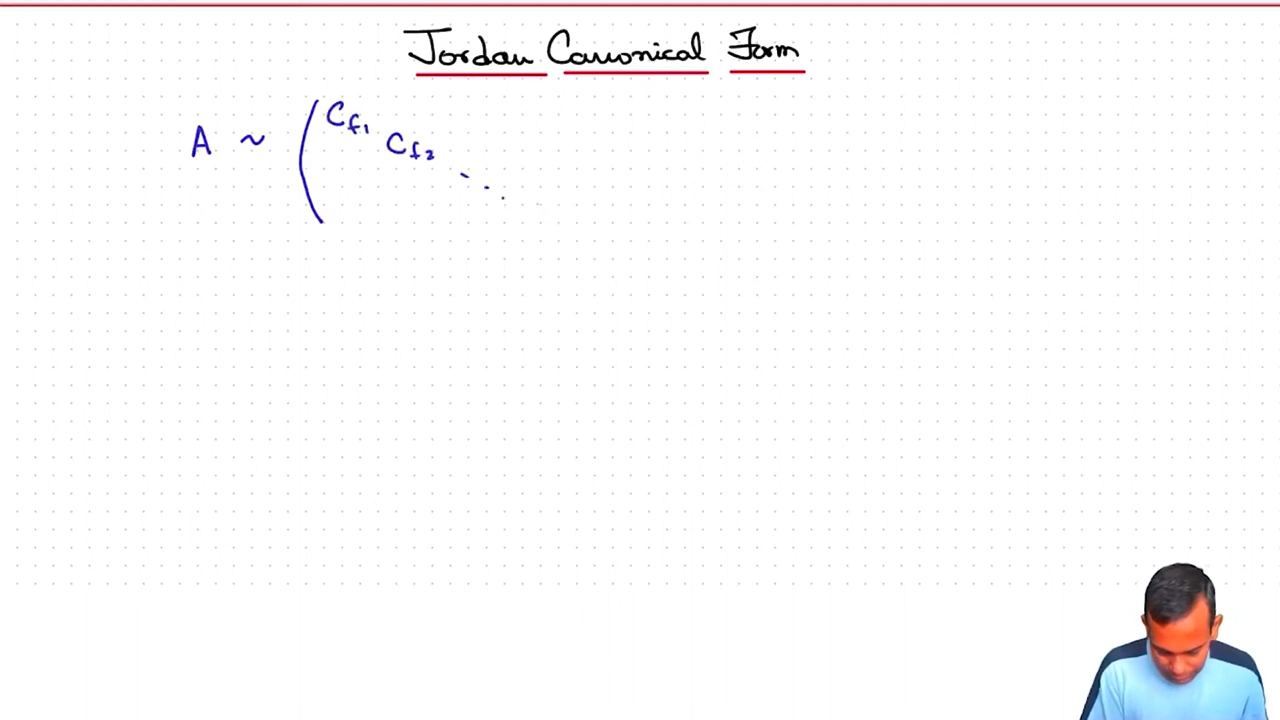 Jordan Canonical Form
A ~ ( C_f1 C_f2 ⋱